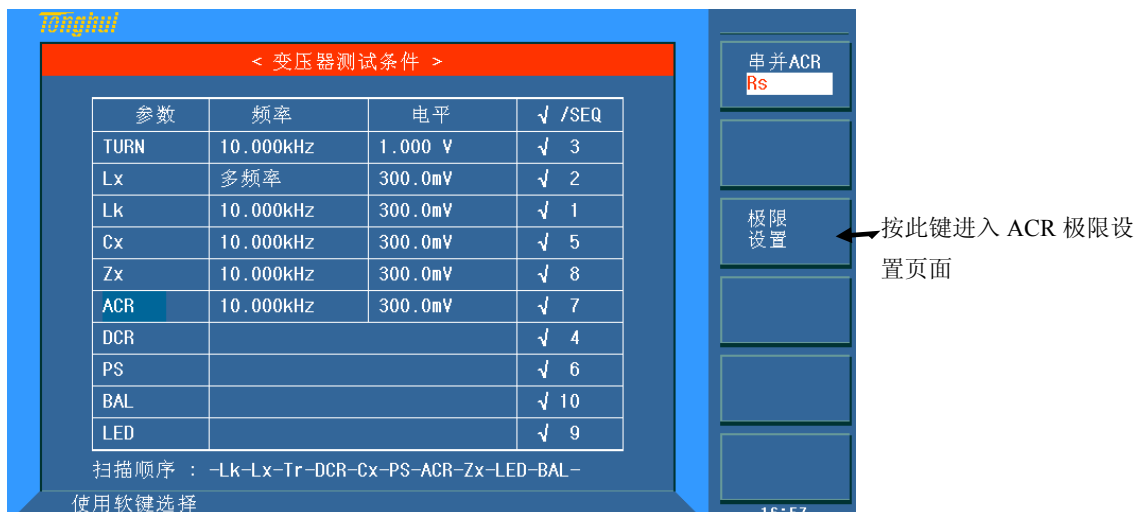 Tonghui
< 变压器测试条件 >
参数 频率 电平 √ /SEQ
TURN 10.000kHz 1.000 V √ 3
Lx 多频率 300.0mV √ 2
Lk 10.000kHz 300.0mV √ 1
Cx 10.000kHz 300.0mV √ 5
Zx 10.000kHz 300.0mV √ 8
ACR 10.000kHz 300.0mV √ 7
DCR √ 4
PS √ 6
BAL √ 10
LED √ 9
扫描顺序 : -Lk-Lx-Tr-DCR-Cx-PS-ACR-Zx-LED-BAL-
使用软键选择
串并ACR
Rs
极限
设置
按此键进入 ACR 极限设
置页面